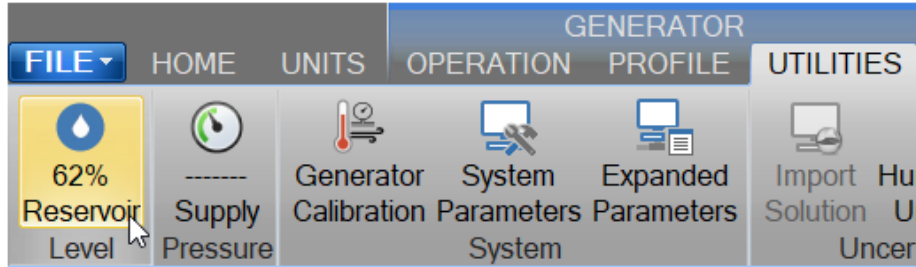 GENERATOR
FILE HOME UNITS OPERATION PROFILE UTILITIES
62% ------- Generator System Expanded Import
Reservoir Supply Calibration Parameters Parameters Solution
Level Pressure System